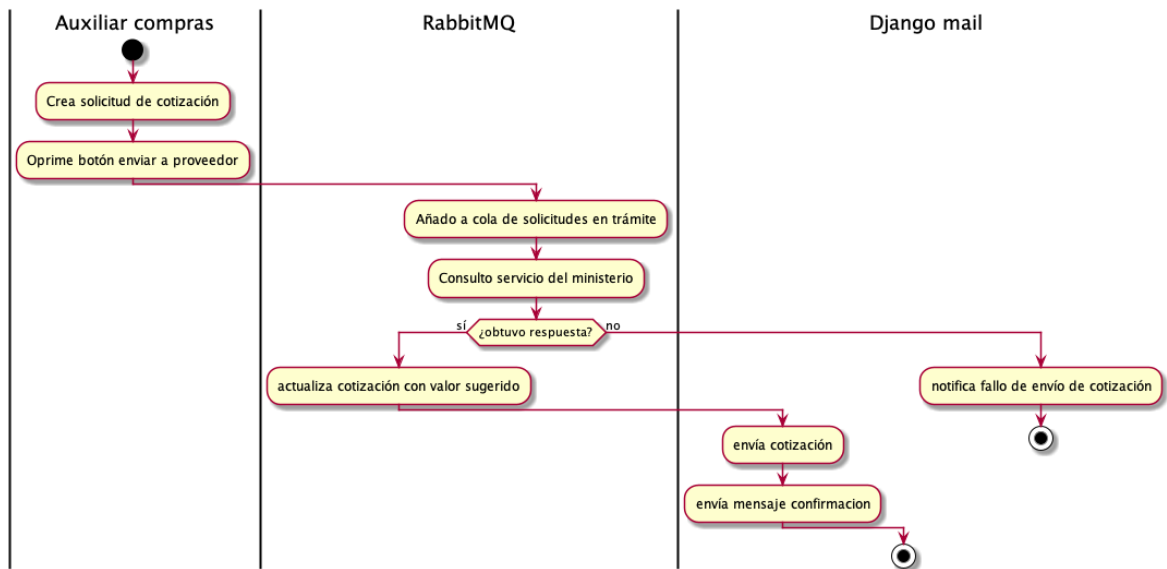 Auxiliar compras
RabbitMQ
Django mail
Crea solicitud de cotización
Oprime botón enviar a proveedor
Añado a cola de solicitudes en trámite
Consulto servicio del ministerio
sí
¿obtuvo respuesta?
no
actualiza cotización con valor sugerido
notifica fallo de envío de cotización
envía cotización
envía mensaje confirmacion